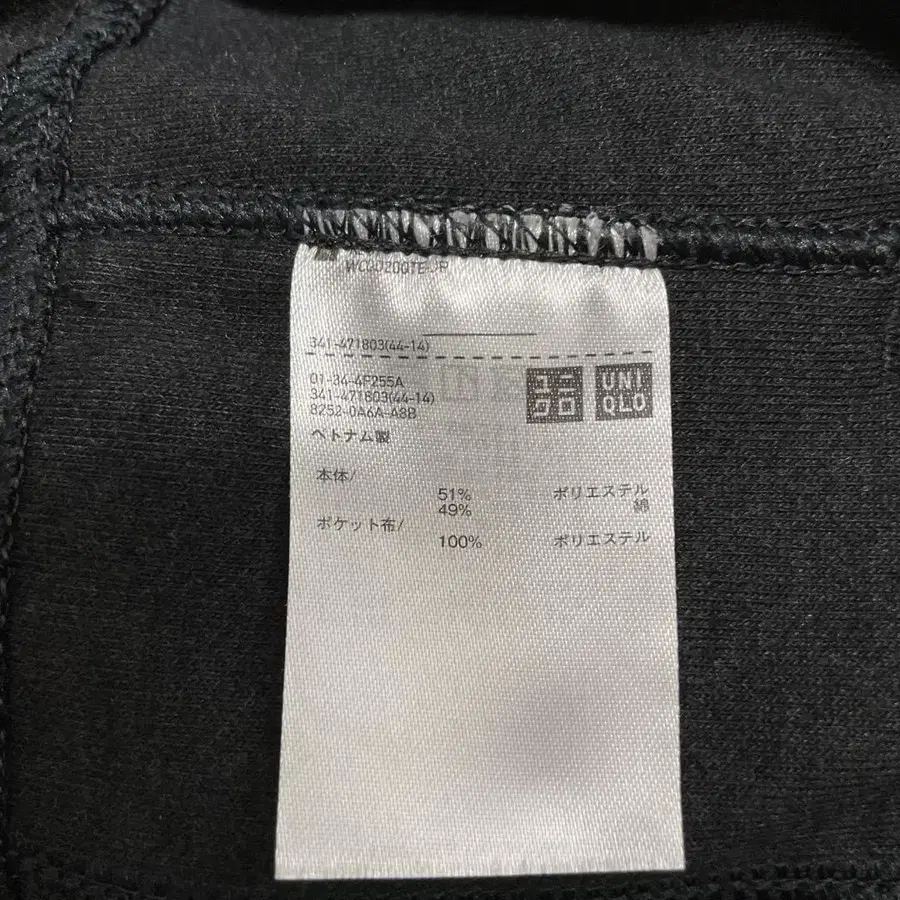 341-471803(44-14)
01-34-4F255A
341-471803(44-14)
8252-0A6A-A8B
ユニ
クロ
UNI
QLO
ベトナム製
本体/
51% ポリエステル
49% 綿
ポケット布/
100% ポリエステル